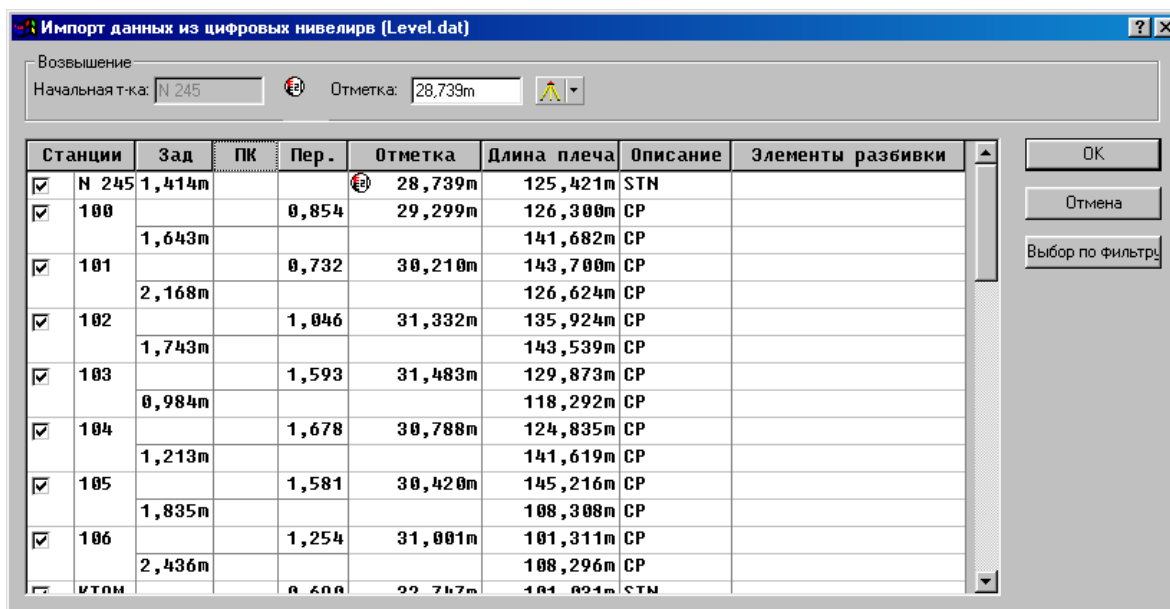 Импорт данных из цифровых нивелирв (Level.dat)
Возвышение
Начальная т-ка: N 245 Отметка: 28,739m
Станции Зад ПК Пер. Отметка Длина плеча Описание Элементы разбивки
N 245 1,414m 28,739m 125,421m STN
100 0,854 29,299m 126,300m CP
1,643m 141,682m CP
101 0,732 30,210m 143,700m CP
2,168m 126,624m CP
102 1,046 31,332m 135,924m CP
1,743m 143,539m CP
103 1,593 31,483m 129,873m CP
0,984m 118,292m CP
104 1,678 30,788m 124,835m CP
1,213m 141,619m CP
105 1,581 30,420m 145,216m CP
1,835m 108,308m CP
106 1,254 31,001m 101,311m CP
2,436m 108,296m CP
STN
OK
Отмена
Выбор по фильтру